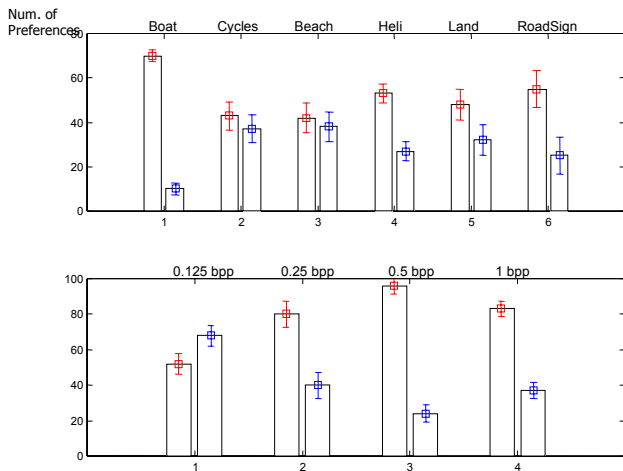 Num. of
Preferences
Boat Cycles Beach Heli Land RoadSign
80
60
40
20
0
1 2 3 4 5 6
0.125 bpp 0.25 bpp 0.5 bpp 1 bpp
100
80
60
40
20
0
1 2 3 4